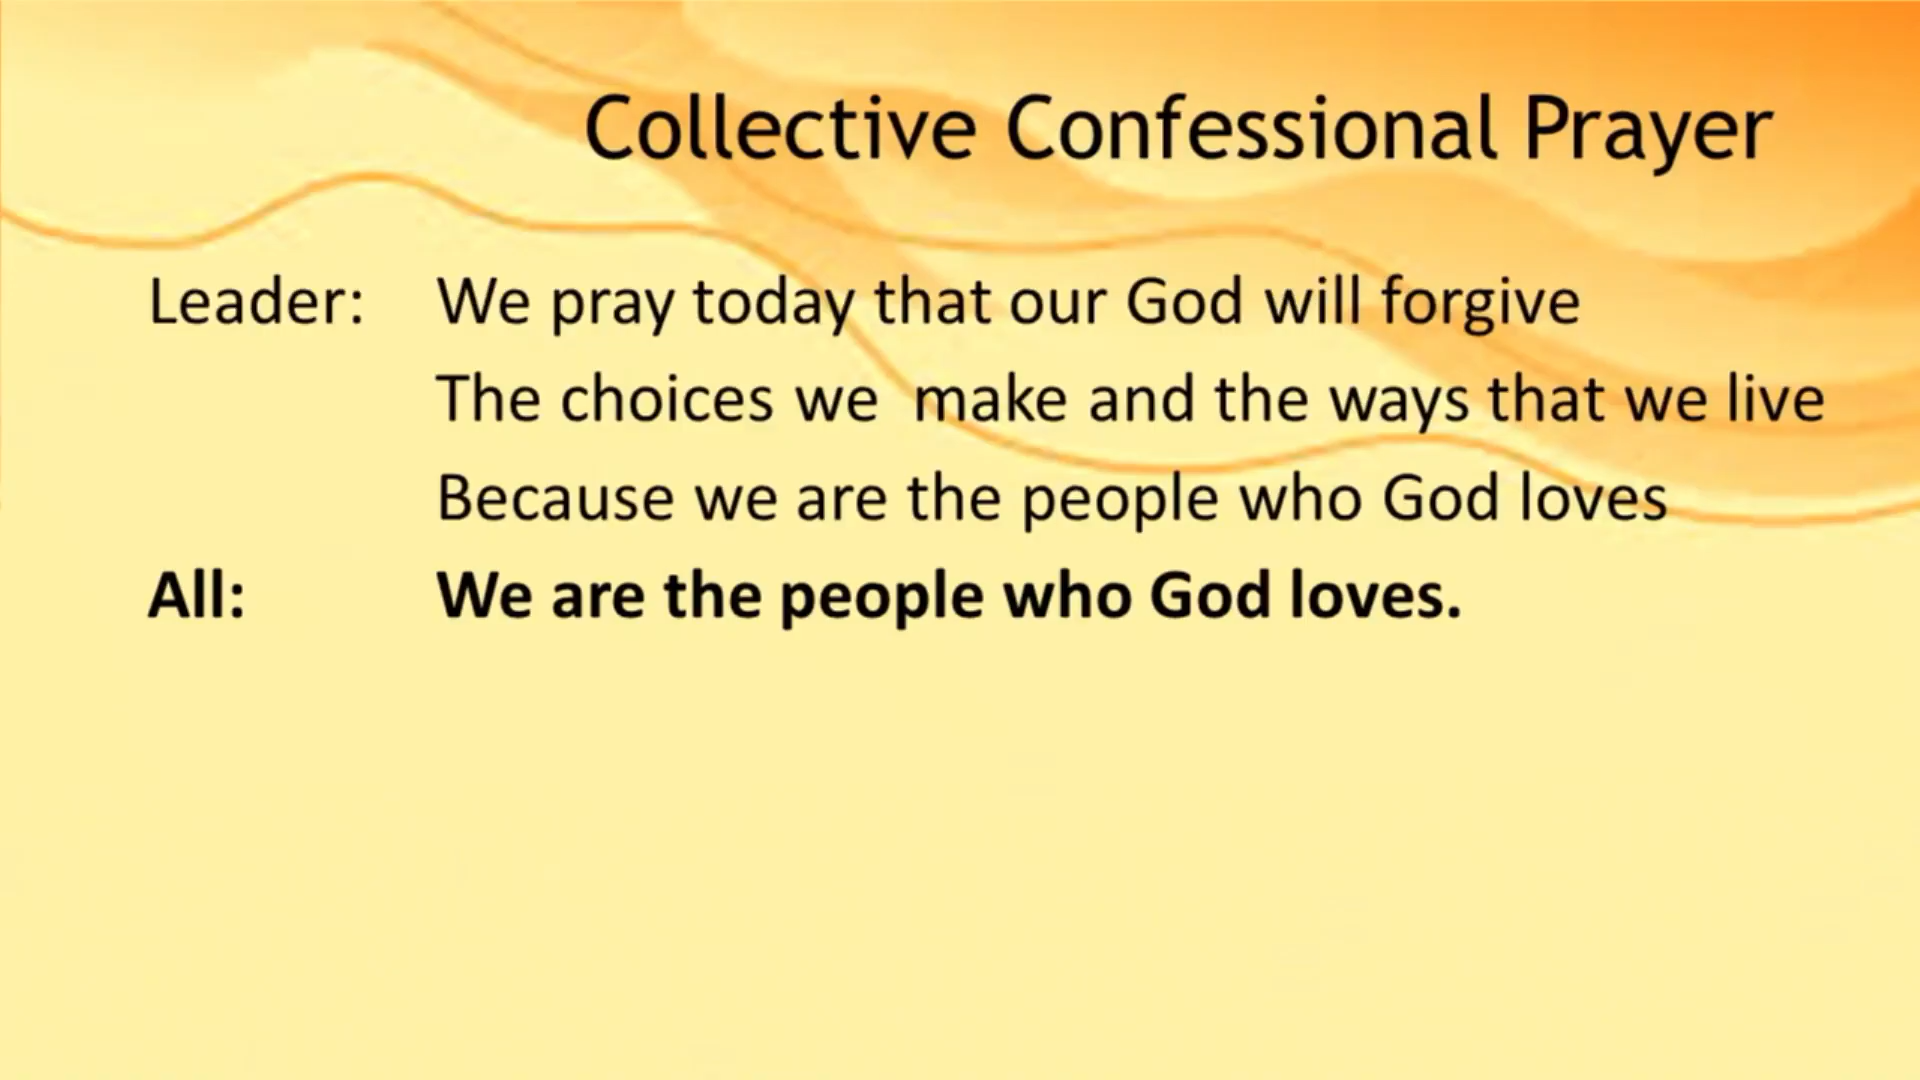 Collective Confessional Prayer
Leader: We pray today that our God will forgive
The choices we  make and the ways that we live
Because we are the people who God loves
All: We are the people who God loves.